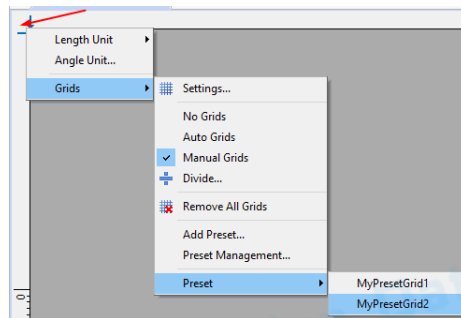 Length Unit
Angle Unit...
Grids
Settings...
No Grids
Auto Grids
Manual Grids
Divide...
Remove All Grids
Add Preset...
Preset Management...
Preset
MyPresetGrid1
MyPresetGrid2
0